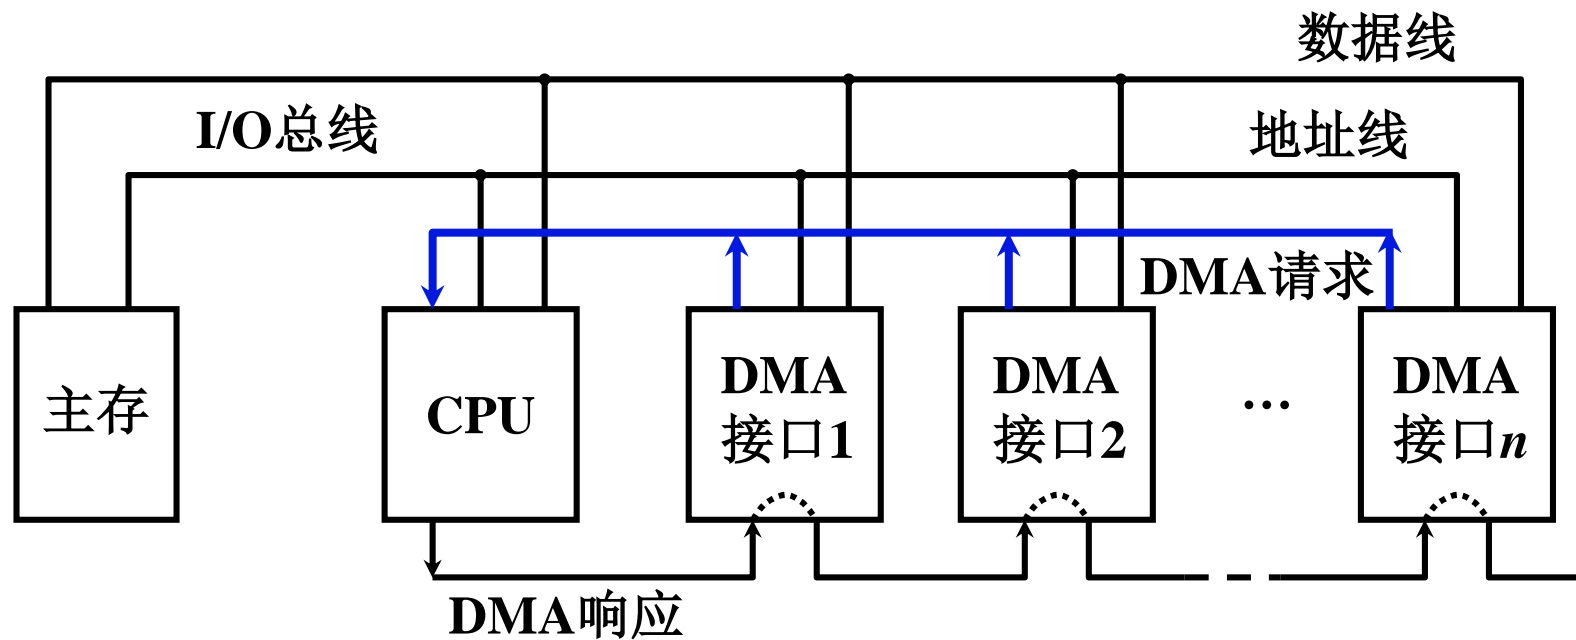 数据线
I/O总线
地址线
DMA请求
主存
CPU
DMA
接口1
DMA
接口2
...
DMA
接口n
DMA响应